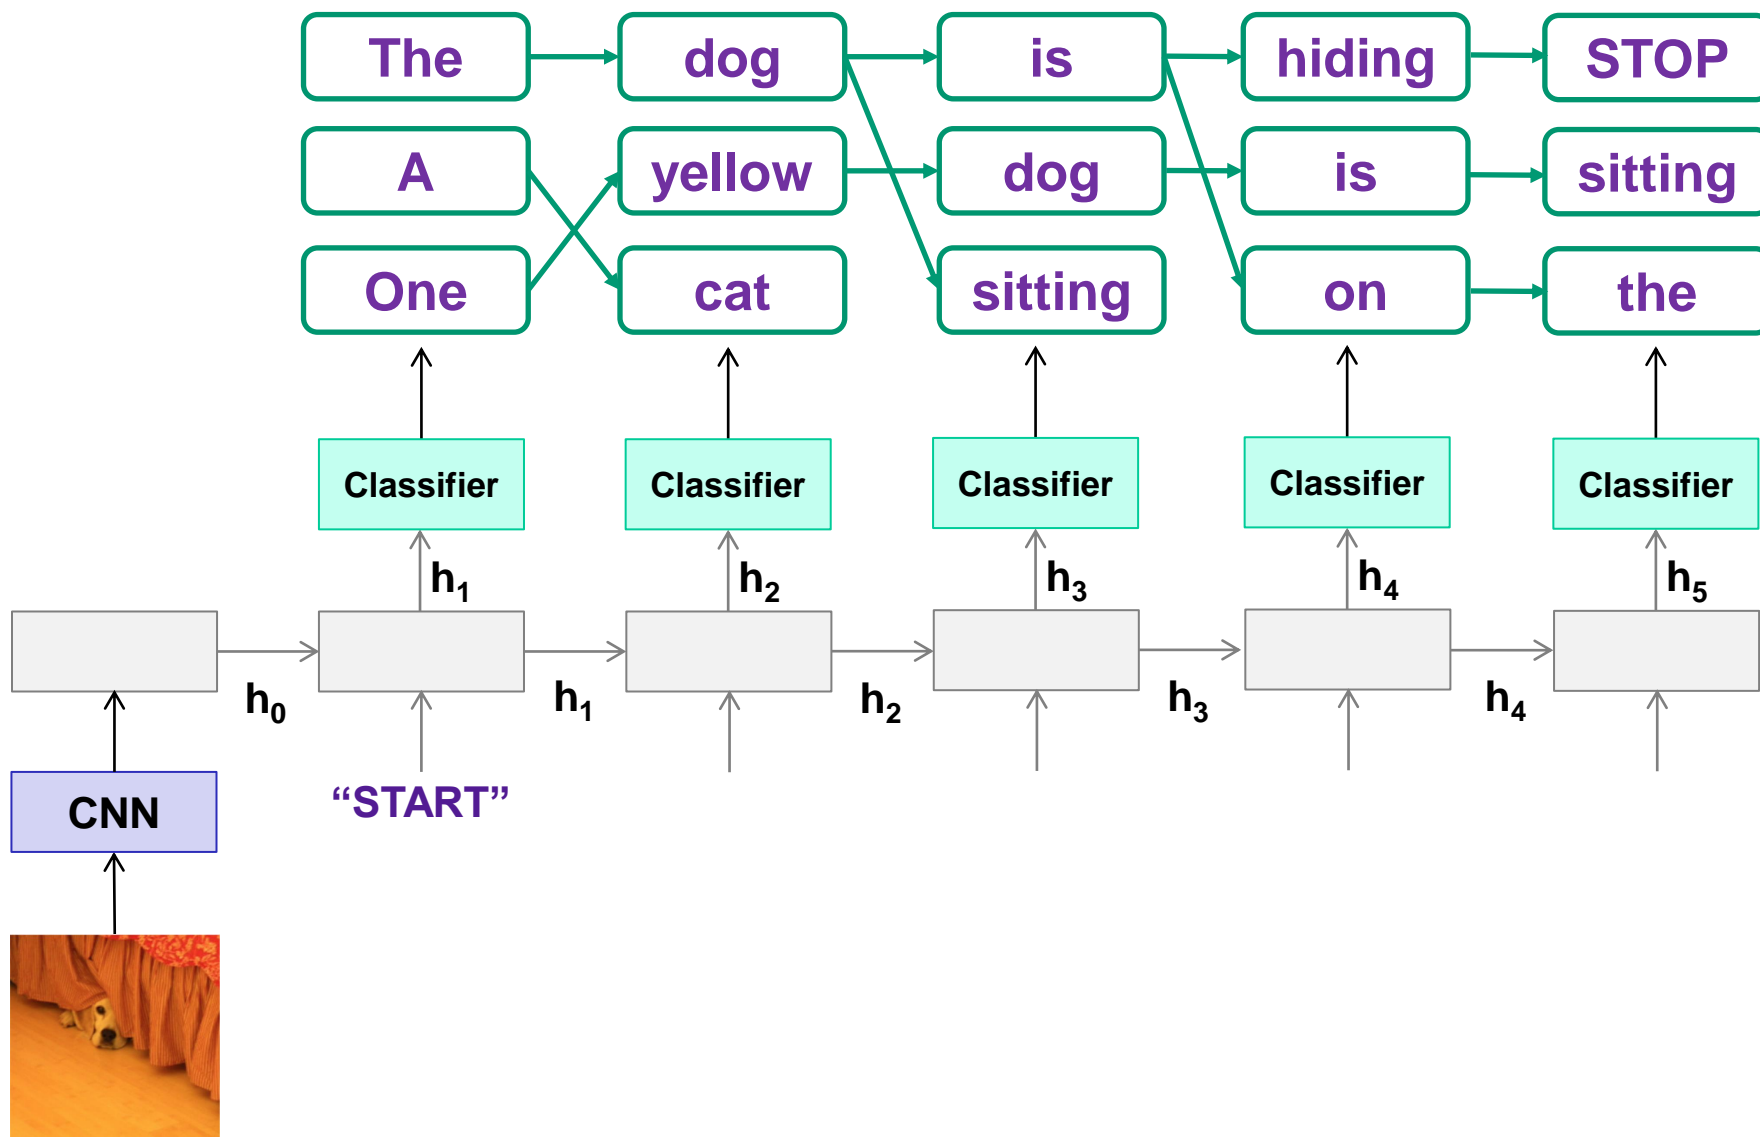 The dog is hiding STOP
A yellow dog is sitting
One cat sitting on the
Classifier Classifier Classifier Classifier Classifier
h1 h2 h3 h4 h5
h0 h1 h2 h3 h4
CNN “START”